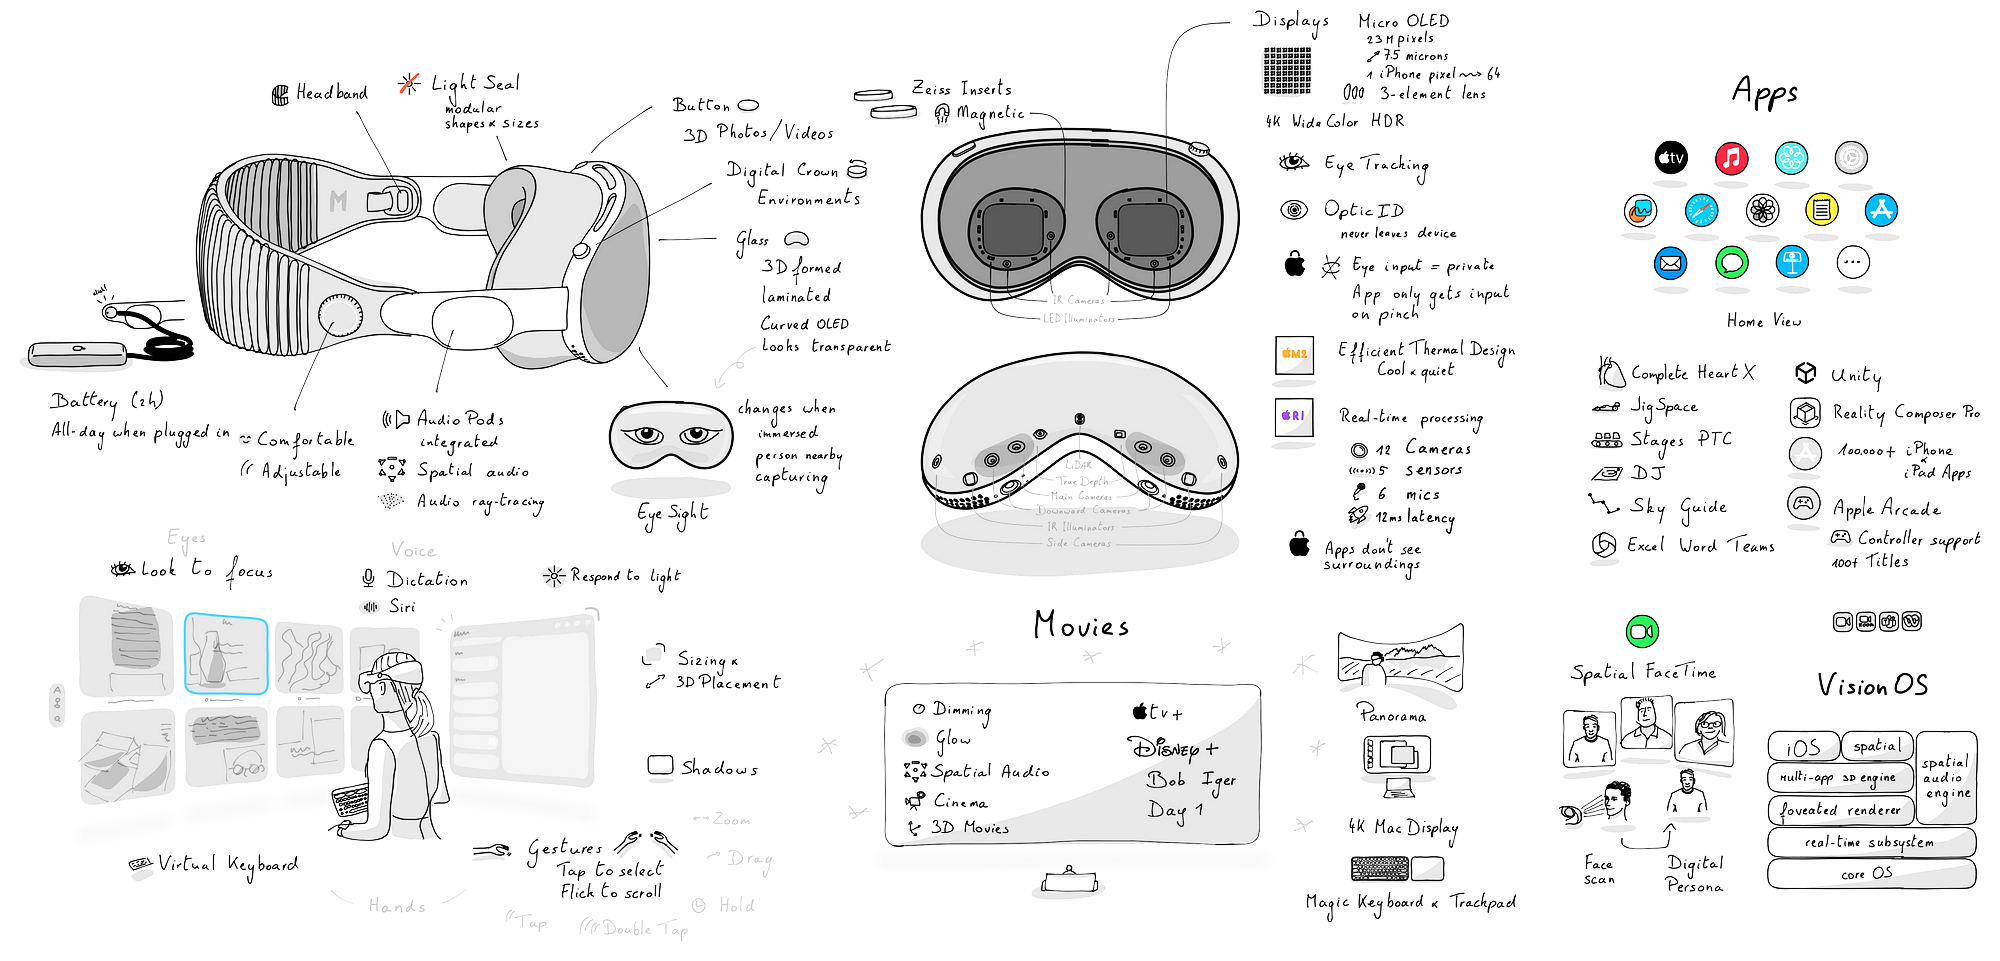 Headband
Light Seal
modular
shapes & sizes
M
click!
Battery (2h)
All-day when plugged in
Comfortable
Adjustable
Audio Pods
integrated
Spatial audio
Audio ray-tracing
Button
3D Photos/Videos
Digital Crown
Environments
Glass
3D formed
laminated
Curved OLED
Looks transparent
changes when
immersed
person nearby
capturing
Eye Sight
Zeiss Inserts
Magnetic
IR Cameras
LED Illuminators
LiDAR
True Depth
Main Cameras
Downward Cameras
IR Illuminators
Side Cameras
Displays
Micro OLED
23M pixels
7.5 microns
1 iPhone pixel 64
3-element lens
4K Wide Color HDR
Eye Tracking
Optic ID
never leaves device
Eye input = private
App only gets input
on pinch
M2
Efficient Thermal Design
Cool & quiet
R1
Real-time processing
12 Cameras
5 sensors
6 mics
12ms latency
Apps don't see
surroundings
Apps
tv
Home View
Complete Heart X
JigSpace
Stages PTC
DJ
Sky Guide
Excel Word Teams
Unity
Reality Composer Pro
100.000+ iPhone
&
iPad Apps
Apple Arcade
Controller support
100+ Titles
Eyes
Look to focus
Voice
Dictation
Siri
Respond to light
Sizing &
3D Placement
Shadows
Zoom
Drag
Hold
Virtual Keyboard
Hands
Gestures
Tap to select
Flick to scroll
Tap
Double Tap
Movies
Dimming
Glow
Spatial Audio
Cinema
3D Movies
tv+
Disney+
Bob Iger
Day 1
Panorama
4K Mac Display
Magic Keyboard & Trackpad
Spatial FaceTime
Face
scan
Digital
Persona
zoom
Vision OS
iOS
spatial
spatial
audio
engine
Multi-app 3D engine
foveated renderer
real-time subsystem
core OS